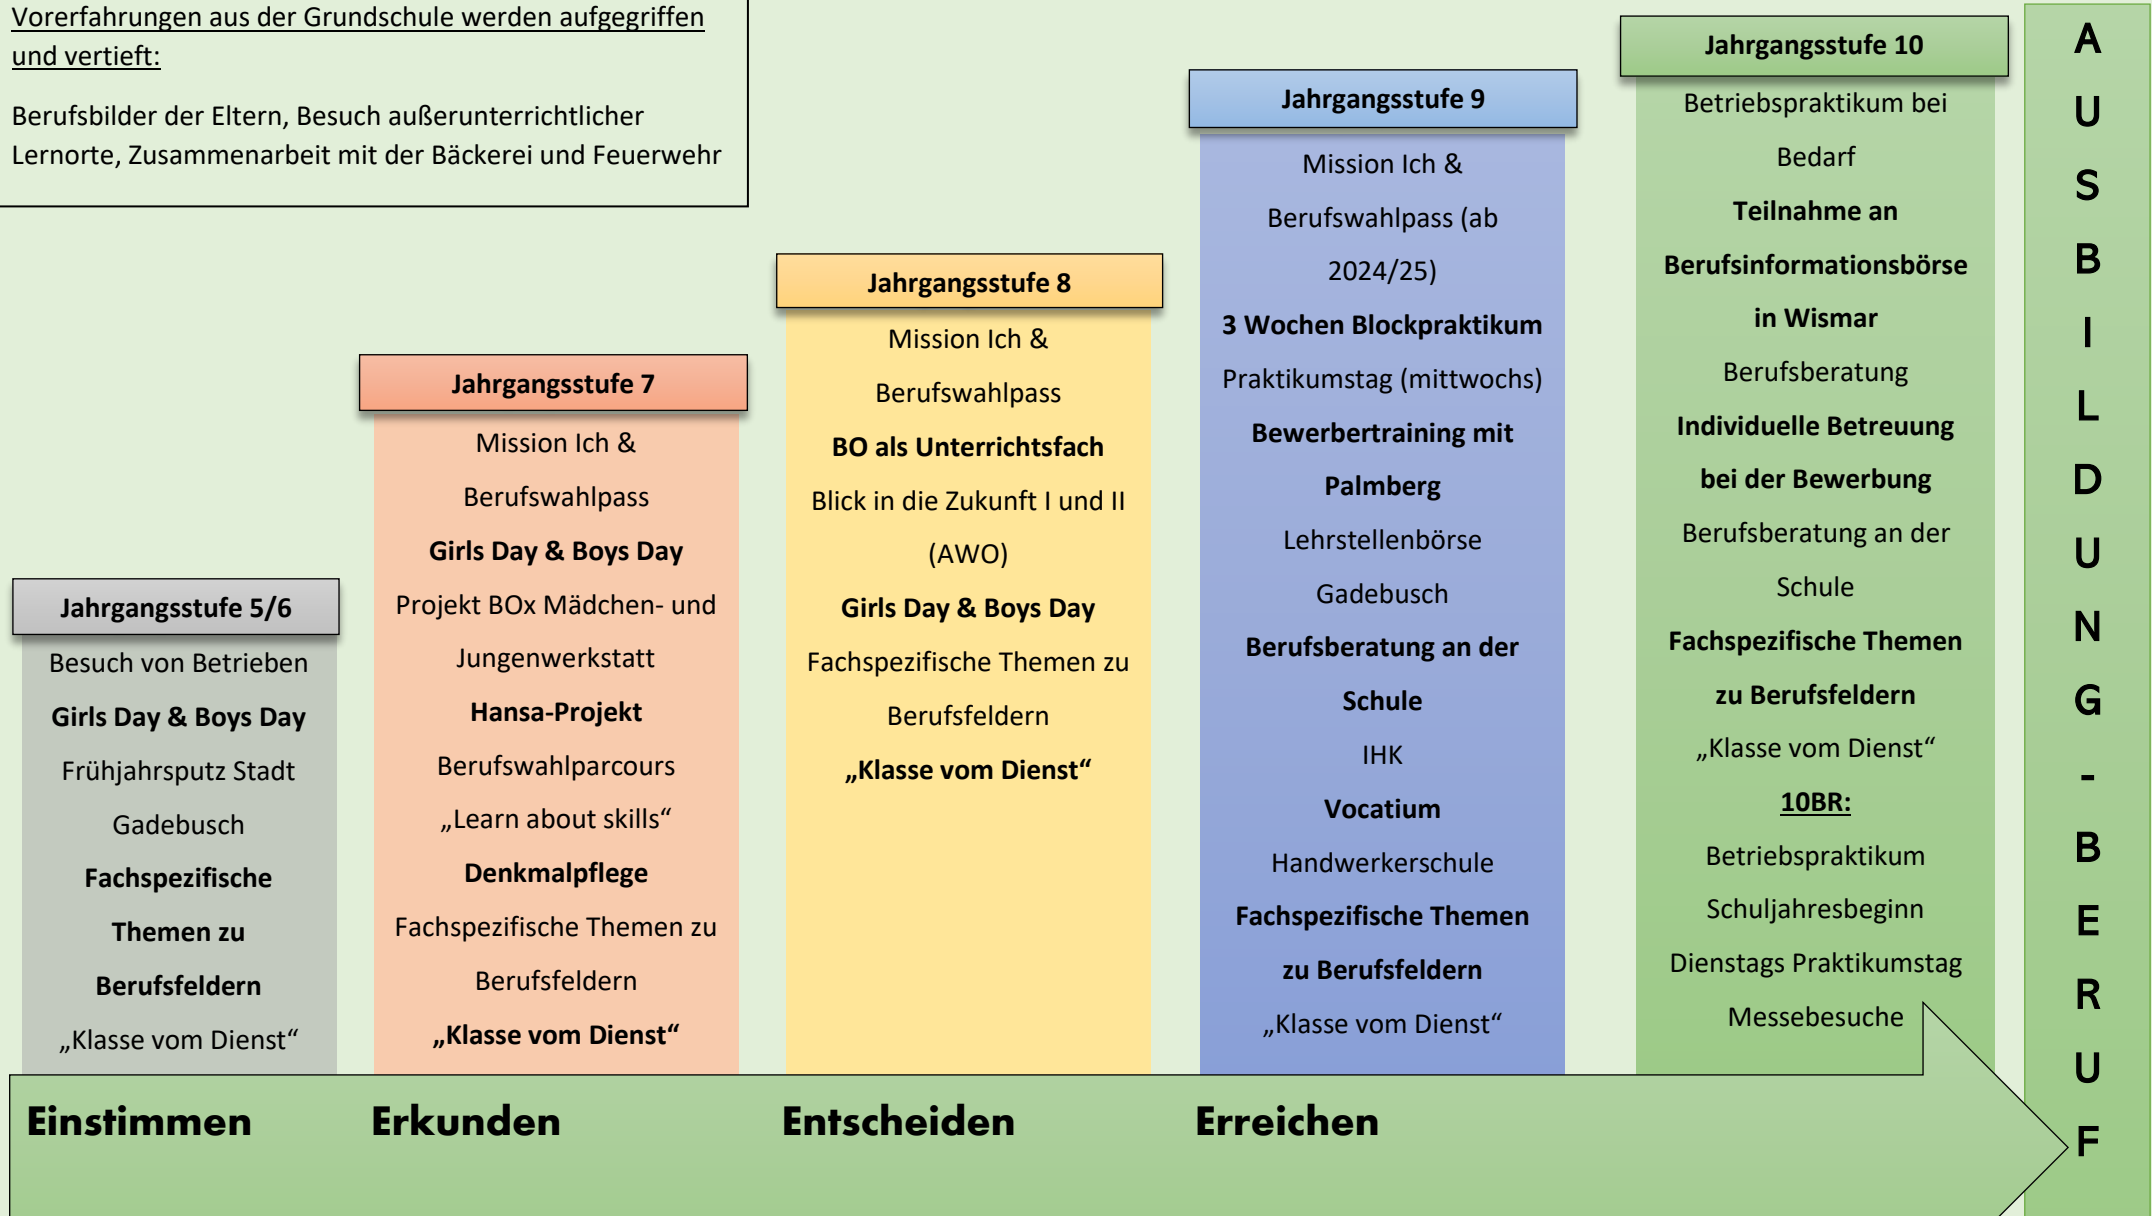 Vorerfahrungen aus der Grundschule werden aufgegriffen
und vertieft:
Berufsbilder der Eltern, Besuch außerunterrichtlicher
Lernorte, Zusammenarbeit mit der Bäckerei und Feuerwehr
Jahrgangsstufe 5/6
Besuch von Betrieben
Girls Day & Boys Day
Frühjahrsputz Stadt
Gadebusch
Fachspezifische
Themen zu
Berufsfeldern
„Klasse vom Dienst“
Jahrgangsstufe 7
Mission Ich &
Berufswahlpass
Girls Day & Boys Day
Projekt BOx Mädchen- und
Jungenwerkstatt
Hansa-Projekt
Berufswahlparcours
„Learn about skills“
Denkmalpflege
Fachspezifische Themen zu
Berufsfeldern
„Klasse vom Dienst“
Jahrgangsstufe 8
Mission Ich &
Berufswahlpass
BO als Unterrichtsfach
Blick in die Zukunft I und II
(AWO)
Girls Day & Boys Day
Fachspezifische Themen zu
Berufsfeldern
„Klasse vom Dienst“
Jahrgangsstufe 9
Mission Ich &
Berufswahlpass (ab
2024/25)
3 Wochen Blockpraktikum
Praktikumstag (mittwochs)
Bewerbertraining mit
Palmberg
Lehrstellenbörse
Gadebusch
Berufsberatung an der
Schule
IHK
Vocatium
Handwerkerschule
Fachspezifische Themen
zu Berufsfeldern
„Klasse vom Dienst“
Jahrgangsstufe 10
Betriebspraktikum bei
Bedarf
Teilnahme an
Berufsinformationsbörse
in Wismar
Berufsberatung
Individuelle Betreuung
bei der Bewerbung
Berufsberatung an der
Schule
Fachspezifische Themen
zu Berufsfeldern
„Klasse vom Dienst“
10BR:
Betriebspraktikum
Schuljahresbeginn
Dienstags Praktikumstag
Messebesuche
A
U
S
B
I
L
D
U
N
G
-
B
E
R
U
F
Einstimmen
Erkunden
Entscheiden
Erreichen